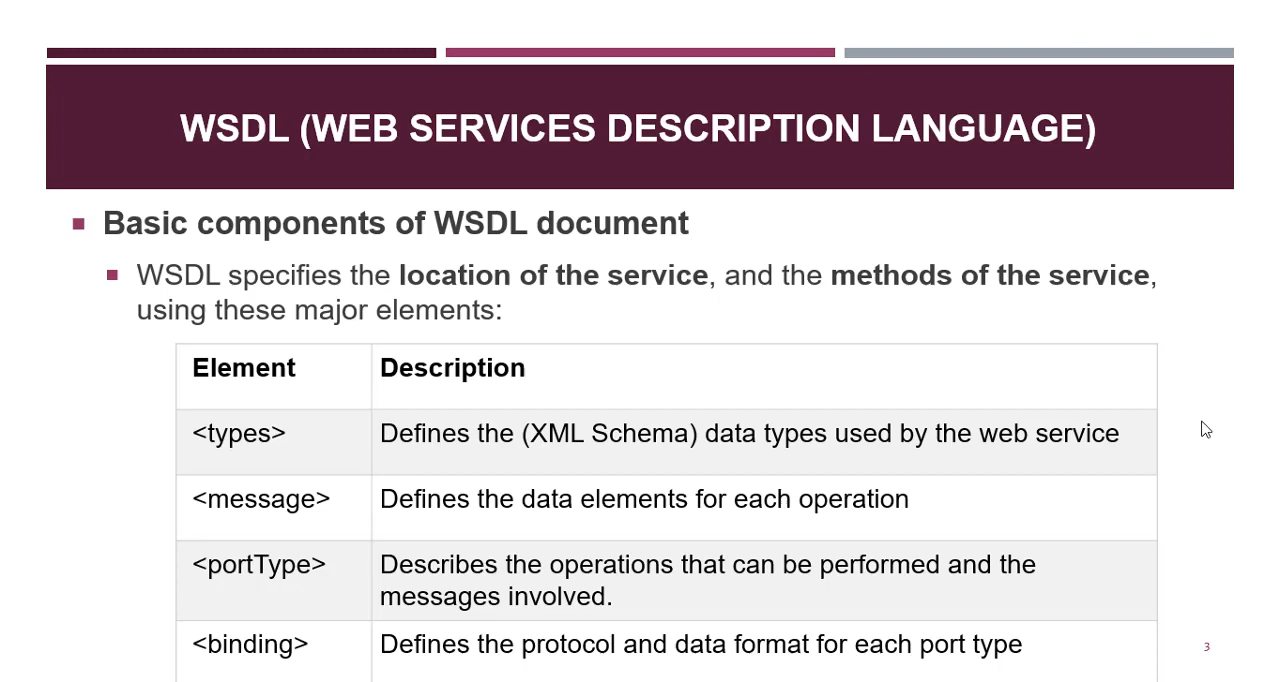 WSDL (WEB SERVICES DESCRIPTION LANGUAGE)
Basic components of WSDL document
WSDL specifies the location of the service, and the methods of the service,
using these major elements:
Element Description
<types> Defines the (XML Schema) data types used by the web service
<message> Defines the data elements for each operation
<portType> Describes the operations that can be performed and the
messages involved.
<binding> Defines the protocol and data format for each port type
3